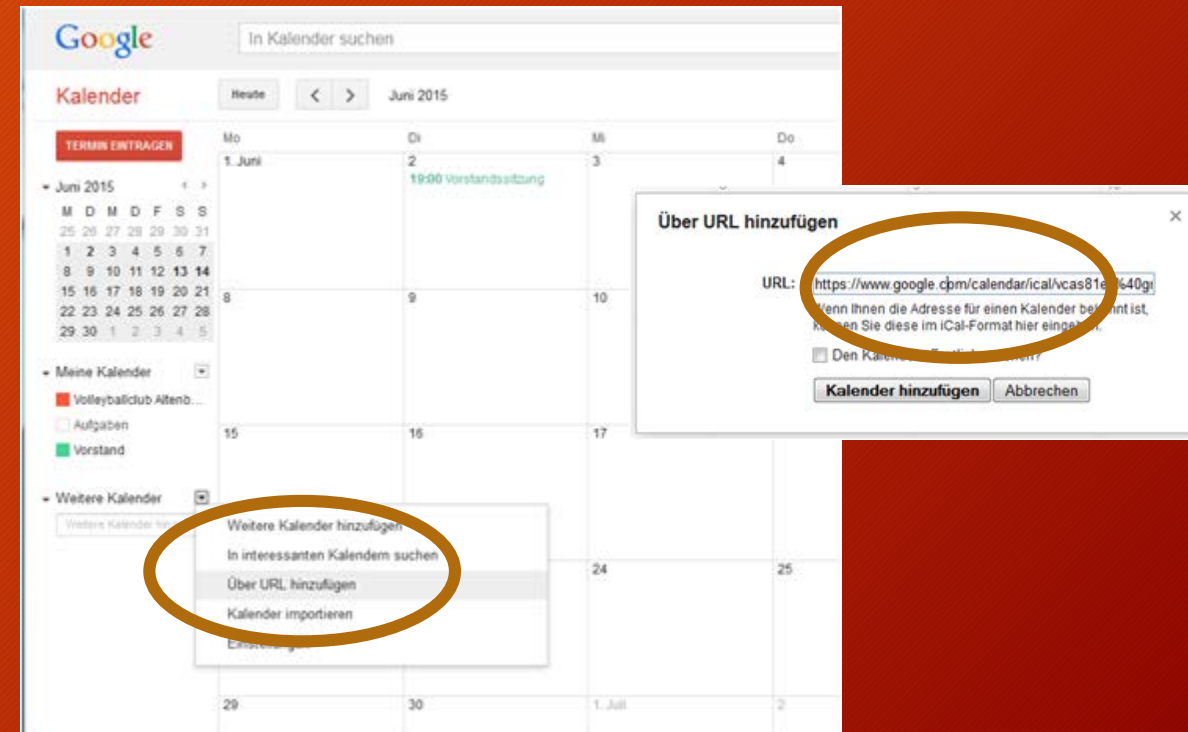 Google
In Kalender suchen
Kalender
Heute < > Juni 2015
TERMIN EINTRAGEN
Mo Di Mi Do
1. Juni 2 3 4
19:00 Vorstandssitzung
Juni 2015 < >
M D M D F S S
25 26 27 28 29 30 31
1 2 3 4 5 6 7
8 9 10 11 12 13 14
15 16 17 18 19 20 21
22 23 24 25 26 27 28
29 30 1 2 3 4 5
8 9 10
Meine Kalender
Volleyballclub Altenb...
Aufgaben
Vorstand
15 16 17
Weitere Kalender
Weitere Kalender
Weitere Kalender hinzufügen
In interessanten Kalendern suchen
Über URL hinzufügen
Kalender importieren
Einstellungen
24 25
29 30 1. Juli 2
Über URL hinzufügen ×
URL: https://www.google.com/calendar/ical/vcas81e %40gr
Wenn Ihnen die Adresse für einen Kalender bekannt ist,
können Sie diese im iCal-Format hier eingeben.
Den
Kalender hinzufügen Abbrechen